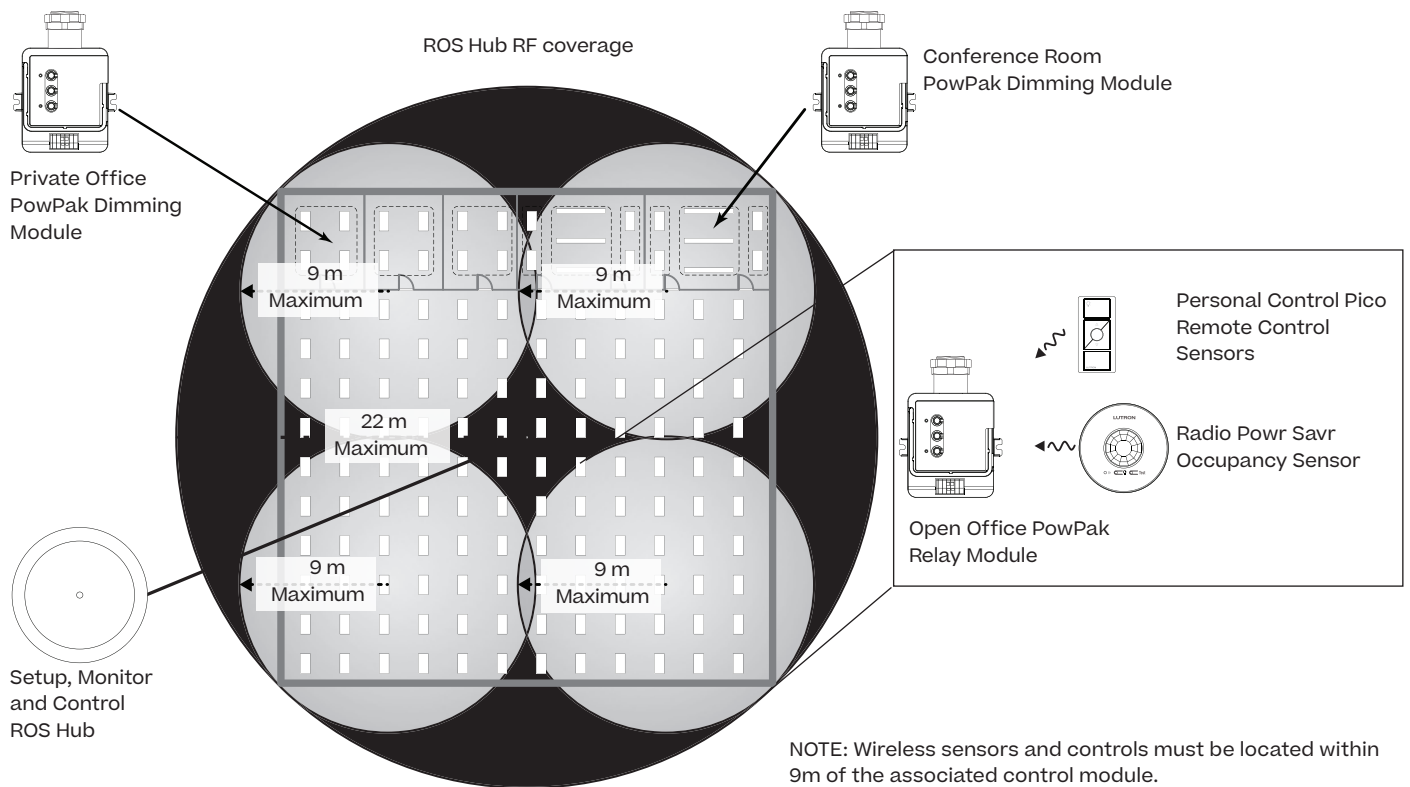 ROS Hub RF coverage
Conference Room
PowPak Dimming Module
Private Office
PowPak Dimming
Module
9 m
Maximum
9 m
Maximum
22 m
Maximum
9 m
Maximum
9 m
Maximum
Personal Control Pico
Remote Control
Sensors
LUTRON
Radio Powr Savr
Occupancy Sensor
Open Office PowPak
Relay Module
Setup, Monitor
and Control
ROS Hub
NOTE: Wireless sensors and controls must be located within
9m of the associated control module.